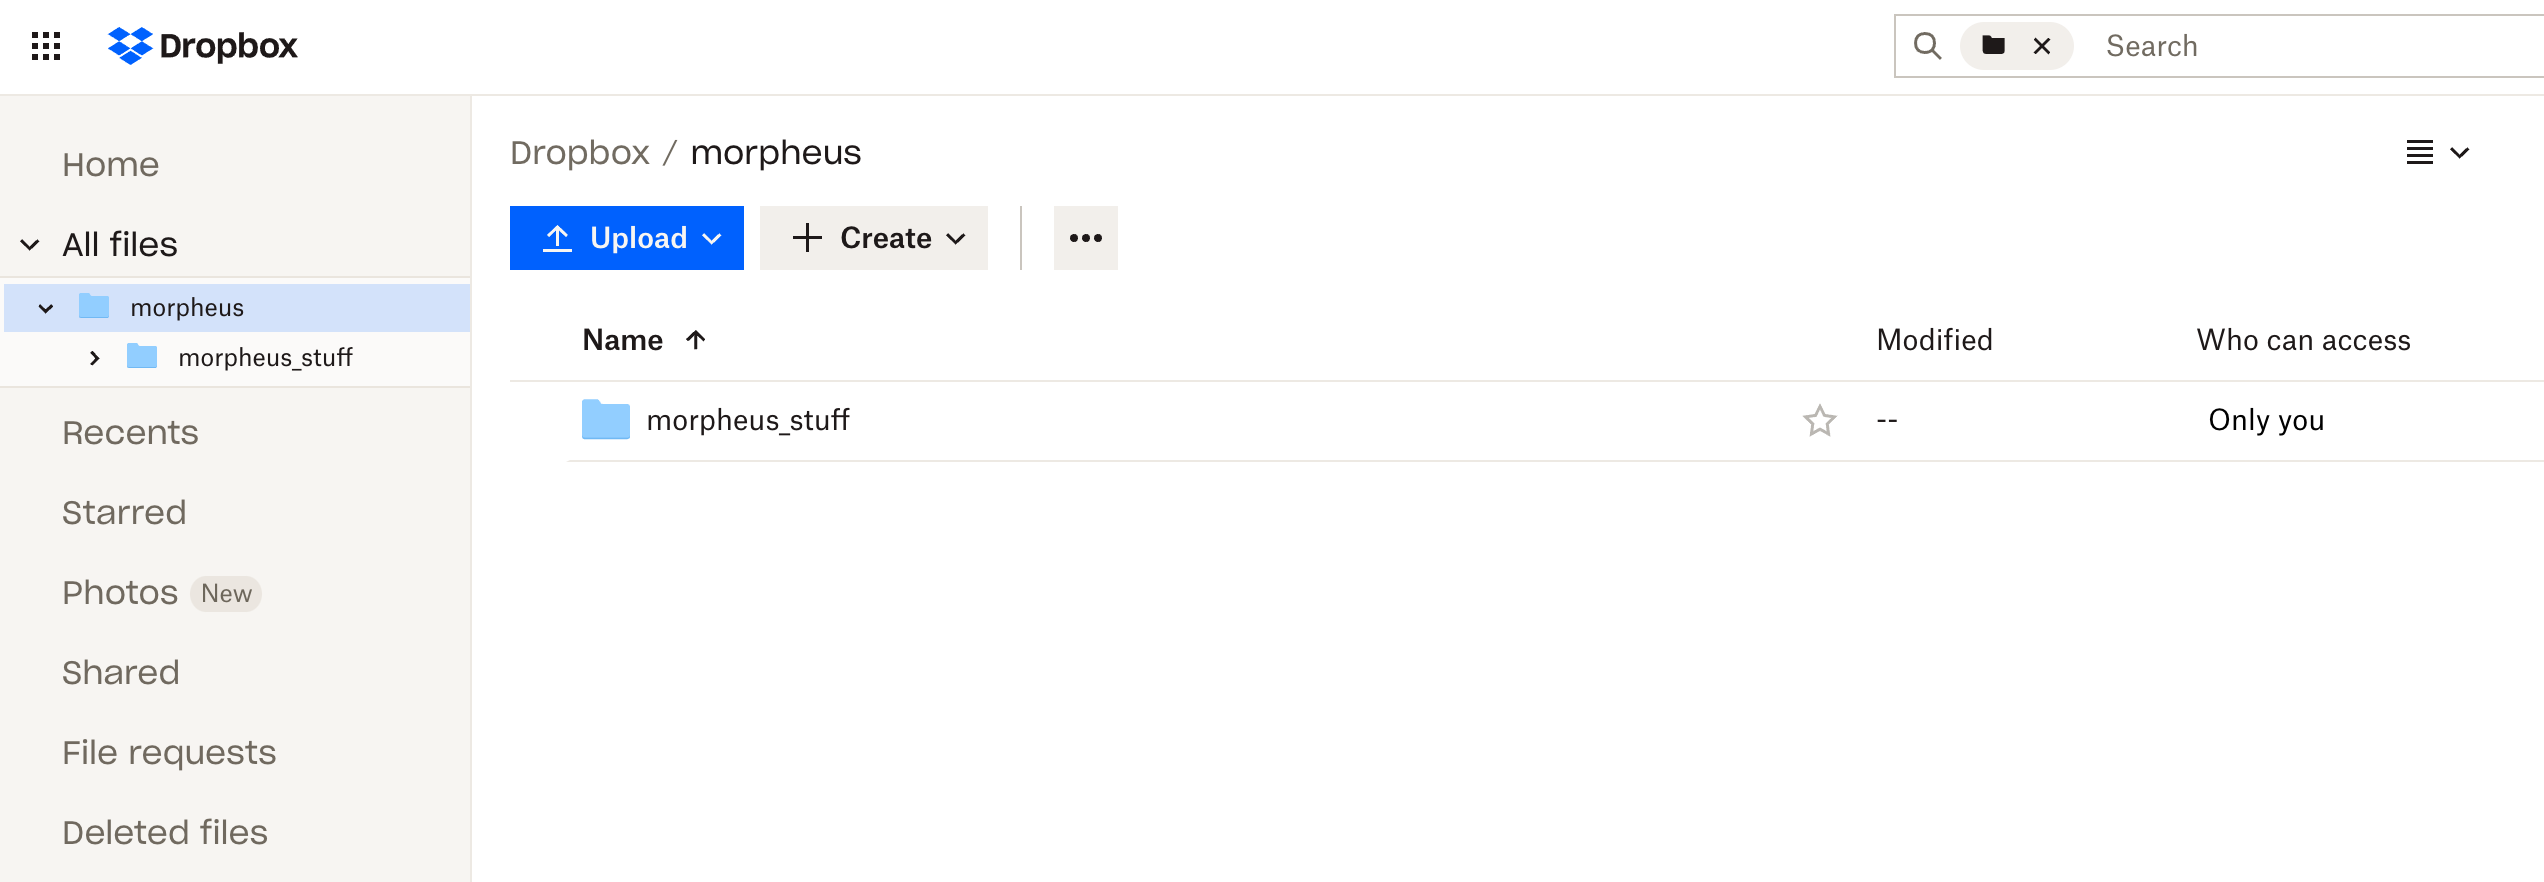 Dropbox
Search
Home
All files
morpheus
morpheus_stuff
Recents
Starred
Photos New
Shared
File requests
Deleted files
Dropbox / morpheus
Upload
Create
Name Modified Who can access
morpheus_stuff -- Only you